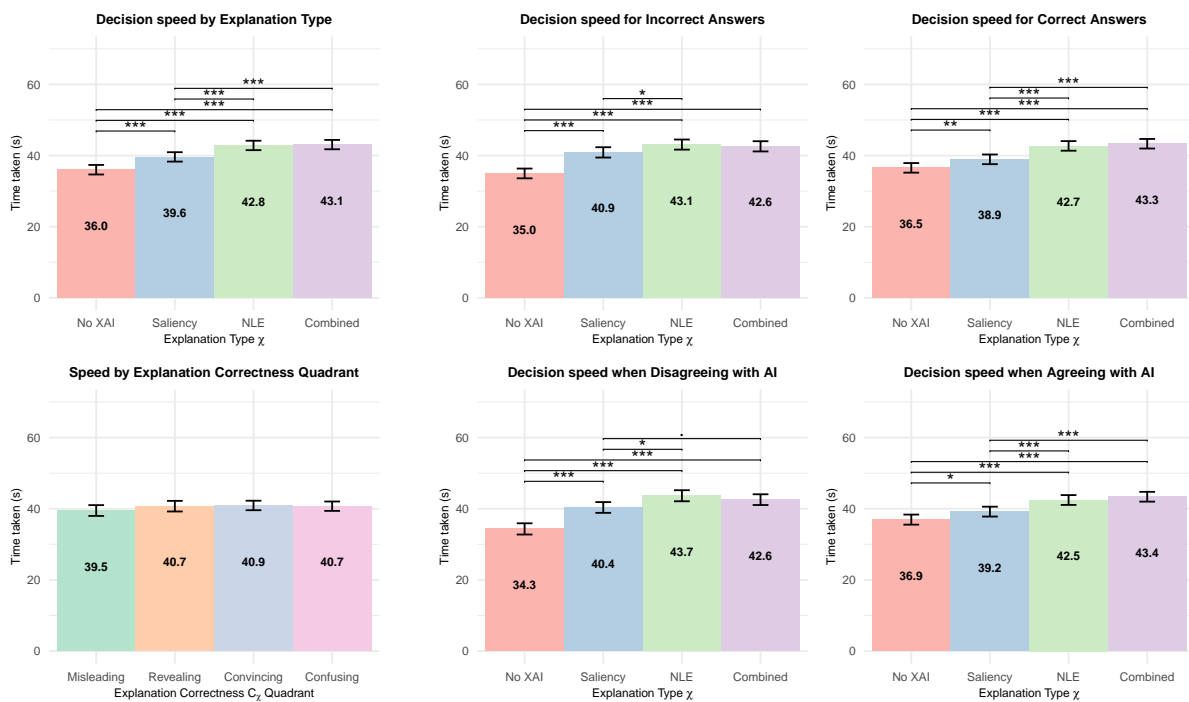 Decision speed by Explanation Type
Time taken (s)
60
40
20
0
***
***
***
***
***
36.0
39.6
42.8
43.1
No XAI
Saliency
NLE
Combined
Explanation Type χ
Decision speed for Incorrect Answers
Time taken (s)
60
40
20
0
*
***
***
***
35.0
40.9
43.1
42.6
No XAI
Saliency
NLE
Combined
Explanation Type χ
Decision speed for Correct Answers
Time taken (s)
60
40
20
0
***
***
***
***
**
36.5
38.9
42.7
43.3
No XAI
Saliency
NLE
Combined
Explanation Type χ
Speed by Explanation Correctness Quadrant
Time taken (s)
60
40
20
0
39.5
40.7
40.9
40.7
Misleading
Revealing
Convincing
Confusing
Explanation Correctness Cχ Quadrant
Decision speed when Disagreeing with AI
Time taken (s)
60
40
20
0
.
*
***
***
***
34.3
40.4
43.7
42.6
No XAI
Saliency
NLE
Combined
Explanation Type χ
Decision speed when Agreeing with AI
Time taken (s)
60
40
20
0
***
***
***
***
*
36.9
39.2
42.5
43.4
No XAI
Saliency
NLE
Combined
Explanation Type χ